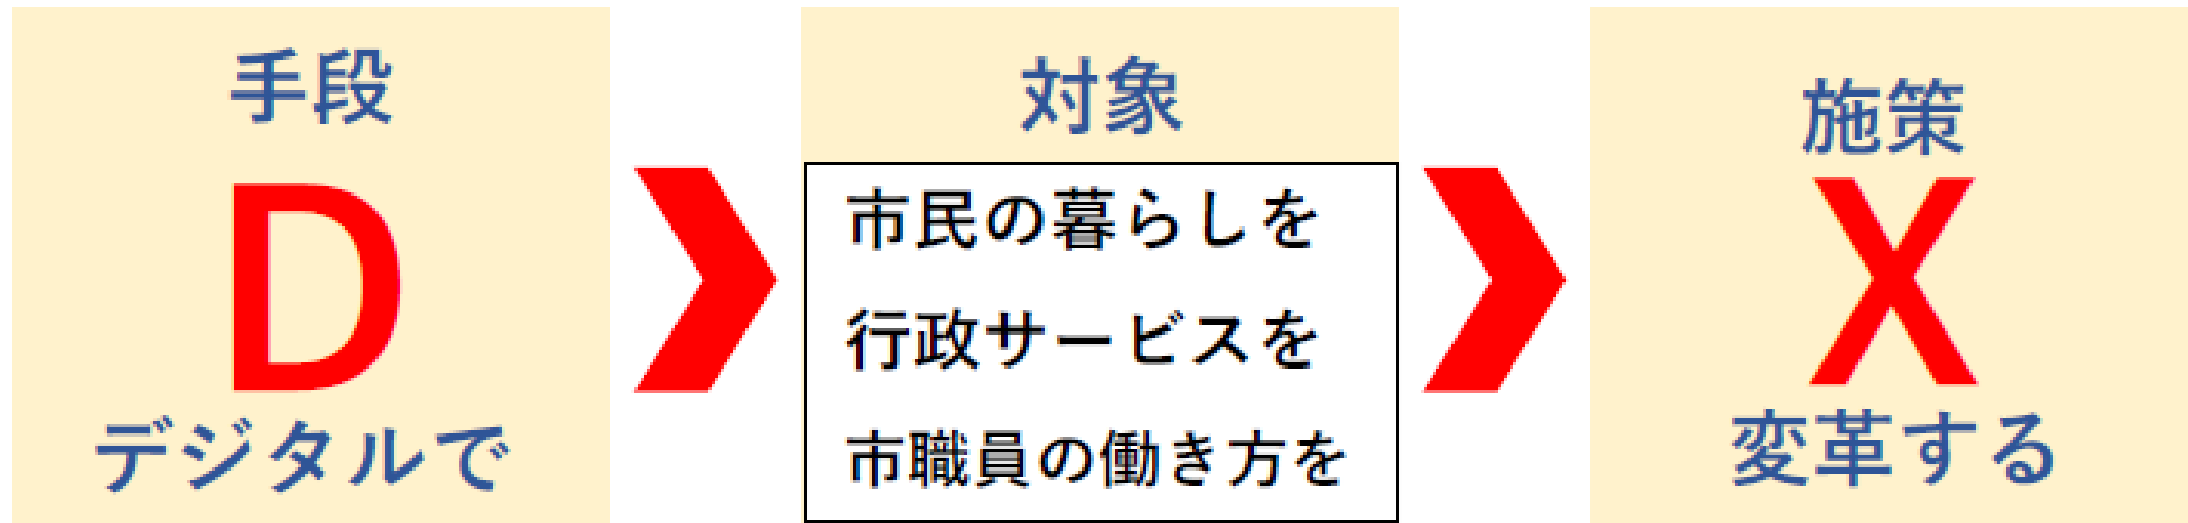 手段
D
デジタルで
対象
市民の暮らしを
行政サービスを
市職員の働き方を
施策
X
変革する